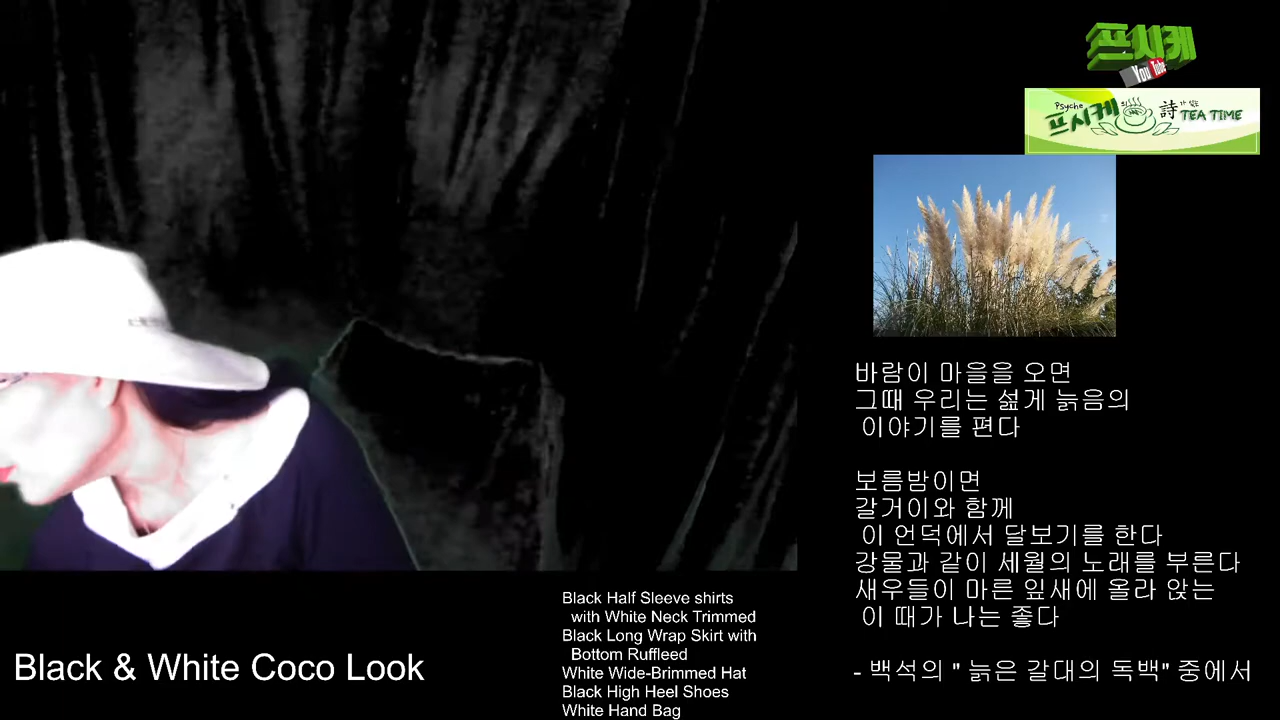 프시케
YouTube
Psyche
프시케의 詩가 있는 TEA TIME
바람이 마을을 오면
그때 우리는 섧게 늙음의
이야기를 편다
보름밤이면
갈거이와 함께
이 언덕에서 달보기를 한다
강물과 같이 세월의 노래를 부른다
새우들이 마른 잎새에 올라 앉는
이 때가 나는 좋다
- 백석의 " 늙은 갈대의 독백" 중에서
Black Half Sleeve shirts
with White Neck Trimmed
Black Long Wrap Skirt with
Bottom Ruffleed
White Wide-Brimmed Hat
Black High Heel Shoes
White Hand Bag
Black & White Coco Look